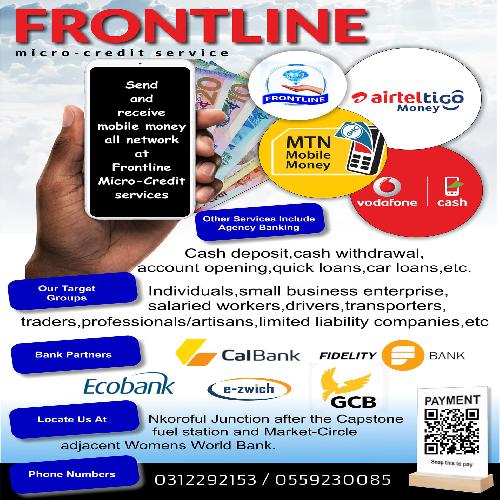 FRONTLINE
micro-credit service
Send
and
receive
mobile money
all network
at
Frontline
Micro-Credit
services
FRONTLINE
airteltigo
Money
MTN
Mobile
Money
vodafone cash
Other Services Include
Agency Banking
Cash deposit,cash withdrawal,
account opening,quick loans,car loans,etc.
Our Target
Groups
Individuals,small business enterprise,
salaried workers,drivers,transporters,
traders,professionals/artisans,limited liability companies,etc
Bank Partners
CalBank
FIDELITY BANK
Ecobank
e-zwich
GCB
Locate Us At
Nkoroful Junction after the Capstone
fuel station and Market-Circle
adjacent Womens World Bank.
PAYMENT
Scan this to pay
Phone Numbers
0312292153 / 0559230085